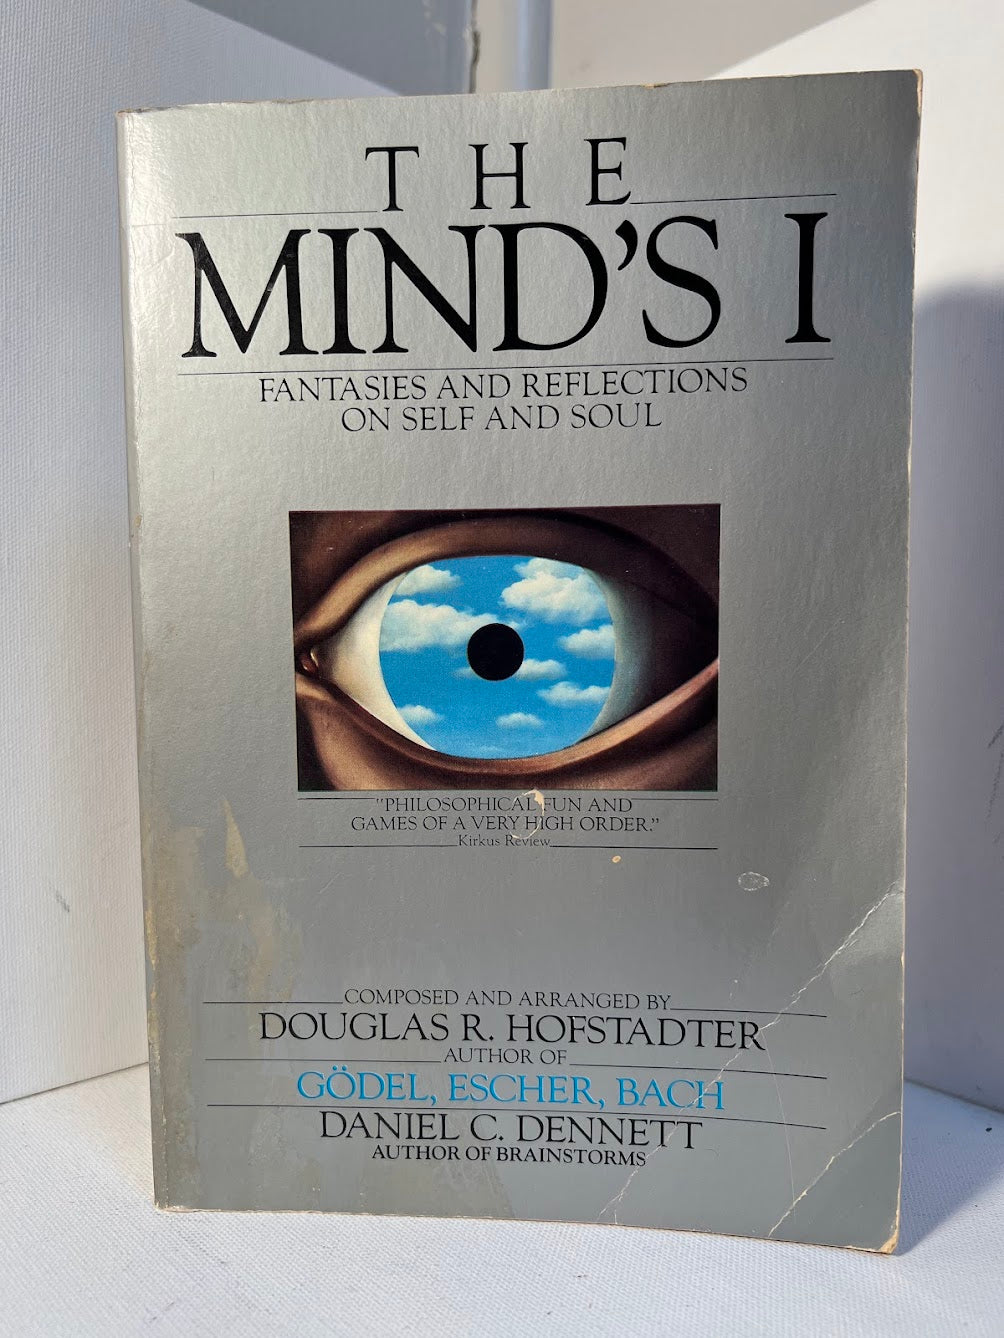 THE
MIND'S I
FANTASIES AND REFLECTIONS
ON SELF AND SOUL
"PHILOSOPHICAL FUN AND
GAMES OF A VERY HIGH ORDER."
Kirkus Review
COMPOSED AND ARRANGED BY
DOUGLAS R. HOFSTADTER
AUTHOR OF
GÖDEL, ESCHER, BACH
DANIEL C. DENNETT
AUTHOR OF BRAINSTORMS